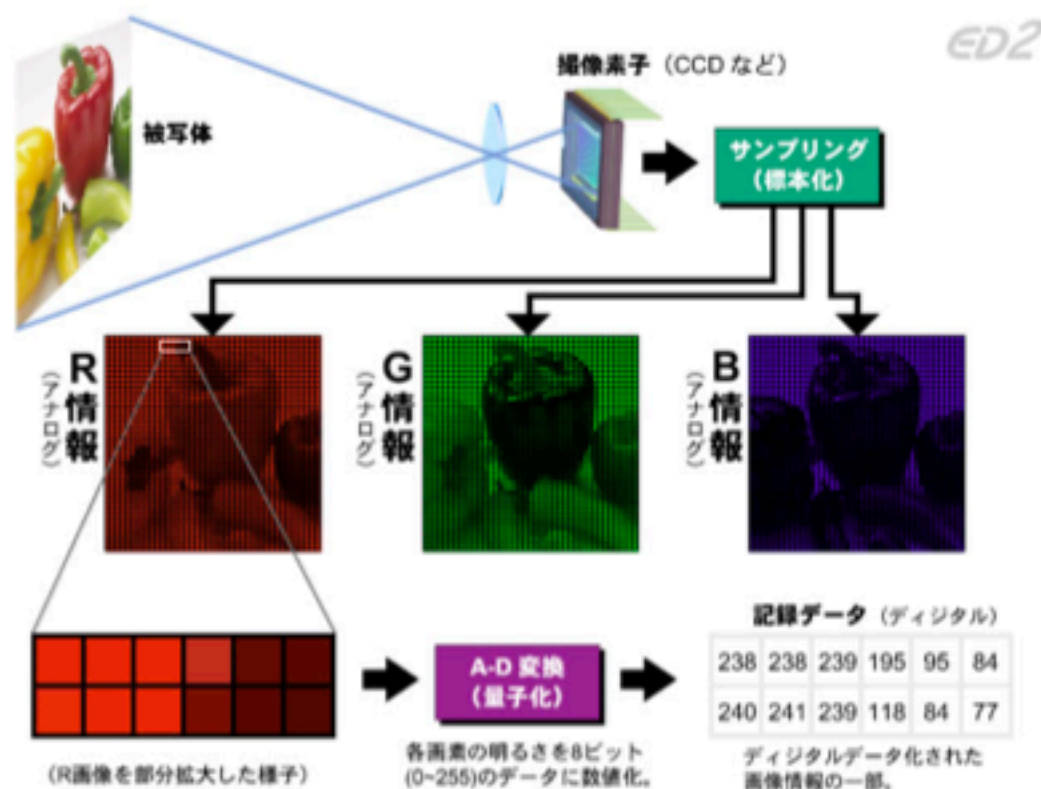 ED2
撮像素子（CCD など）
被写体
サンプリング
（標本化）
R情報
（アナログ）
G情報
（アナログ）
B情報
（アナログ）
記録データ（ディジタル）
238 238 239 195 95 84
240 241 239 118 84 77
A-D 変換
（量子化）
（R画像を部分拡大した様子）
各画素の明るさを8ビット
(0~255)のデータに数値化。
ディジタルデータ化された
画像情報の一部。